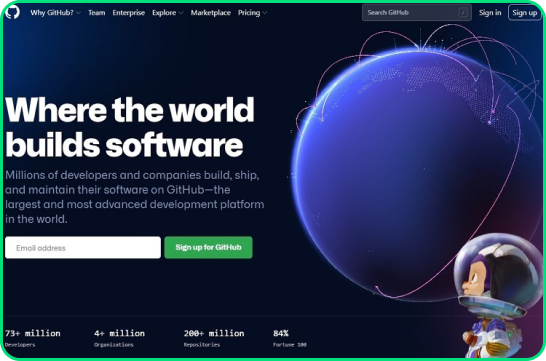 Why GitHub? Team Enterprise Explore Marketplace Pricing Search GitHub / Sign in Sign up
Where the world
builds software
Millions of developers and companies build, ship,
and maintain their software on GitHub—the
largest and most advanced development platform
in the world.
Email address Sign up for GitHub
73+ million 4+ million 200+ million 84%
Developers Organizations Repositories Fortune 100